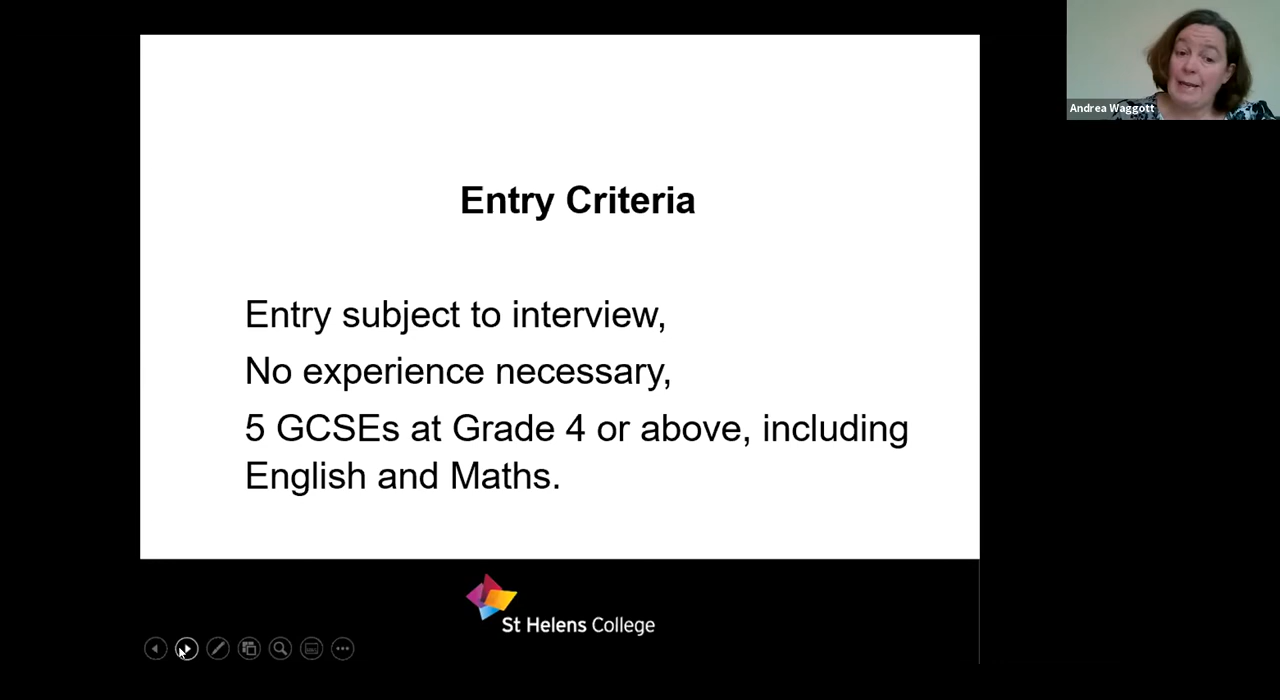 Andrea Waggott
Entry Criteria
Entry subject to interview,
No experience necessary,
5 GCSEs at Grade 4 or above, including
English and Maths.
St Helens College